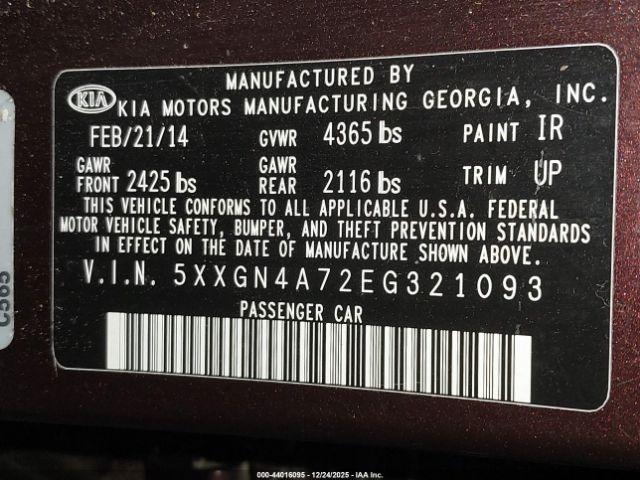 MANUFACTURED BY
KIA KIA MOTORS MANUFACTURING GEORGIA, INC.
FEB/21/14 GVWR 4365 lbs PAINT IR
GAWR FRONT 2425 lbs GAWR REAR 2116 lbs TRIM UP
THIS VEHICLE CONFORMS TO ALL APPLICABLE U.S.A. FEDERAL
MOTOR VEHICLE SAFETY, BUMPER, AND THEFT PREVENTION STANDARDS
IN EFFECT ON THE DATE OF MANUFACTURE SHOWN ABOVE.
V.I.N. 5XXGN4A72EG321093
PASSENGER CAR
C565
000-44016095 - 12/24/2025 - IAA Inc.